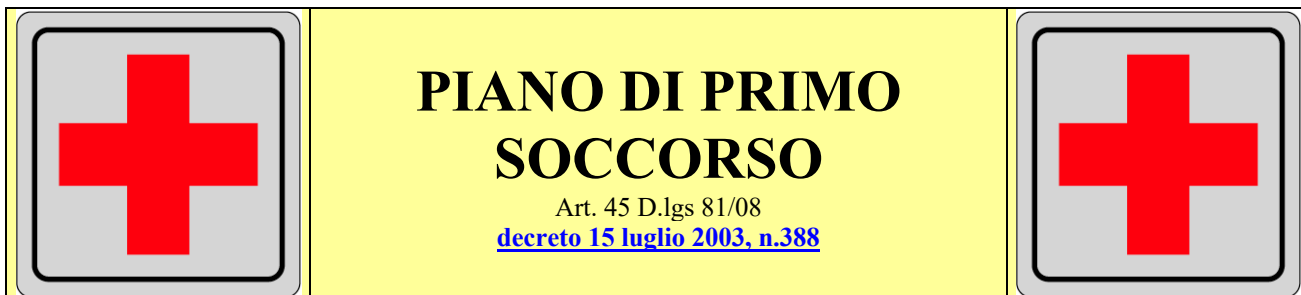 PIANO DI PRIMO
SOCCORSO
Art. 45 D.lgs 81/08
decreto 15 luglio 2003, n.388